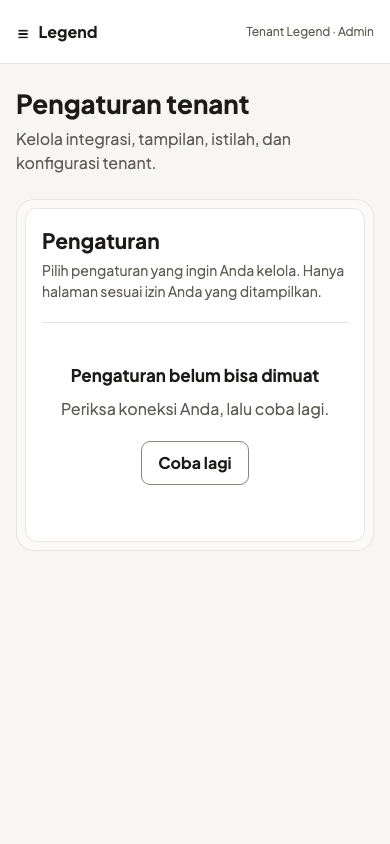 ≡ Legend
Tenant Legend · Admin
Pengaturan tenant
Kelola integrasi, tampilan, istilah, dan
konfigurasi tenant.
Pengaturan
Pilih pengaturan yang ingin Anda kelola. Hanya
halaman sesuai izin Anda yang ditampilkan.
Pengaturan belum bisa dimuat
Periksa koneksi Anda, lalu coba lagi.
Coba lagi